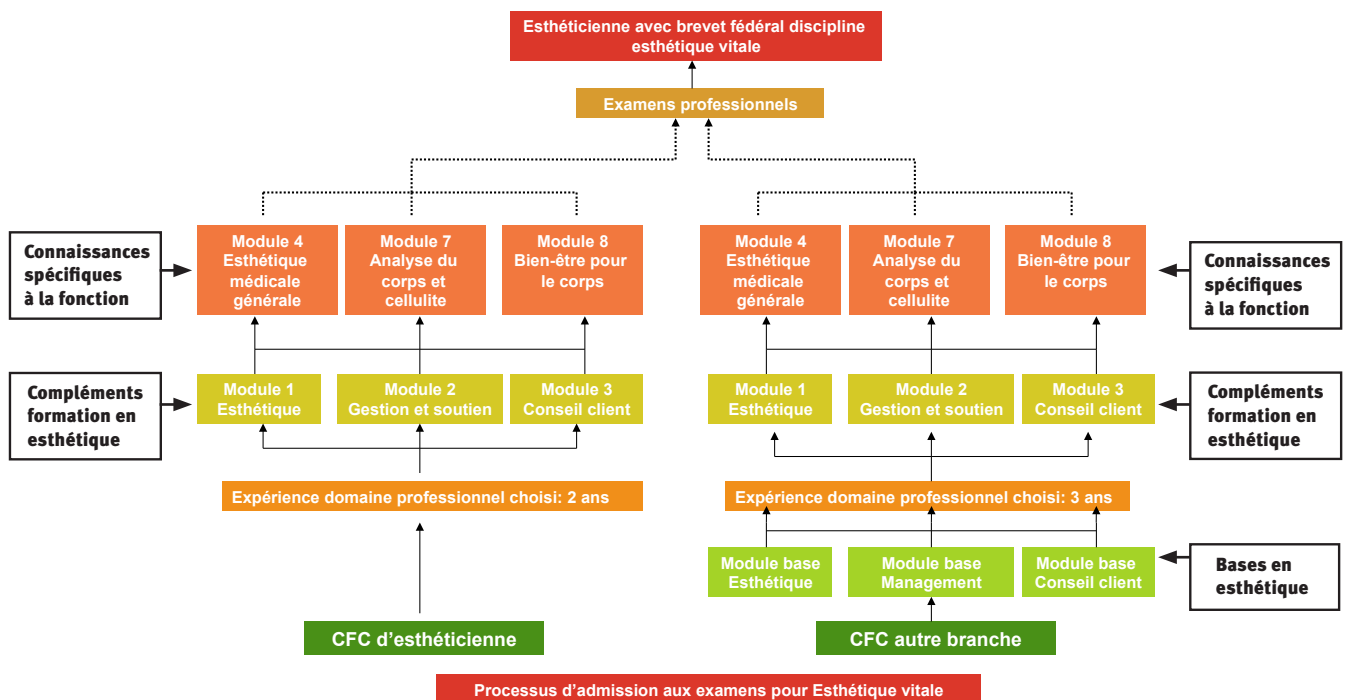 Esthéticienne avec brevet fédéral discipline
esthétique vitale
Examens professionnels
Connaissances
spécifiques
à la fonction
Module 4
Esthétique
médicale
générale
Module 7
Analyse du
corps et
cellulite
Module 8
Bien-être pour
le corps
Module 4
Esthétique
médicale
générale
Module 7
Analyse du
corps et
cellulite
Module 8
Bien-être pour
le corps
Connaissances
spécifiques
à la fonction
Compléments
formation en
esthétique
Module 1
Esthétique
Module 2
Gestion et soutien
Module 3
Conseil client
Module 1
Esthétique
Module 2
Gestion et soutien
Module 3
Conseil client
Compléments
formation en
esthétique
Expérience domaine professionnel choisi: 2 ans
Expérience domaine professionnel choisi: 3 ans
Module base
Esthétique
Module base
Management
Module base
Conseil client
Bases en
esthétique
CFC d'esthéticienne
CFC autre branche
Processus d’admission aux examens pour Esthétique vitale